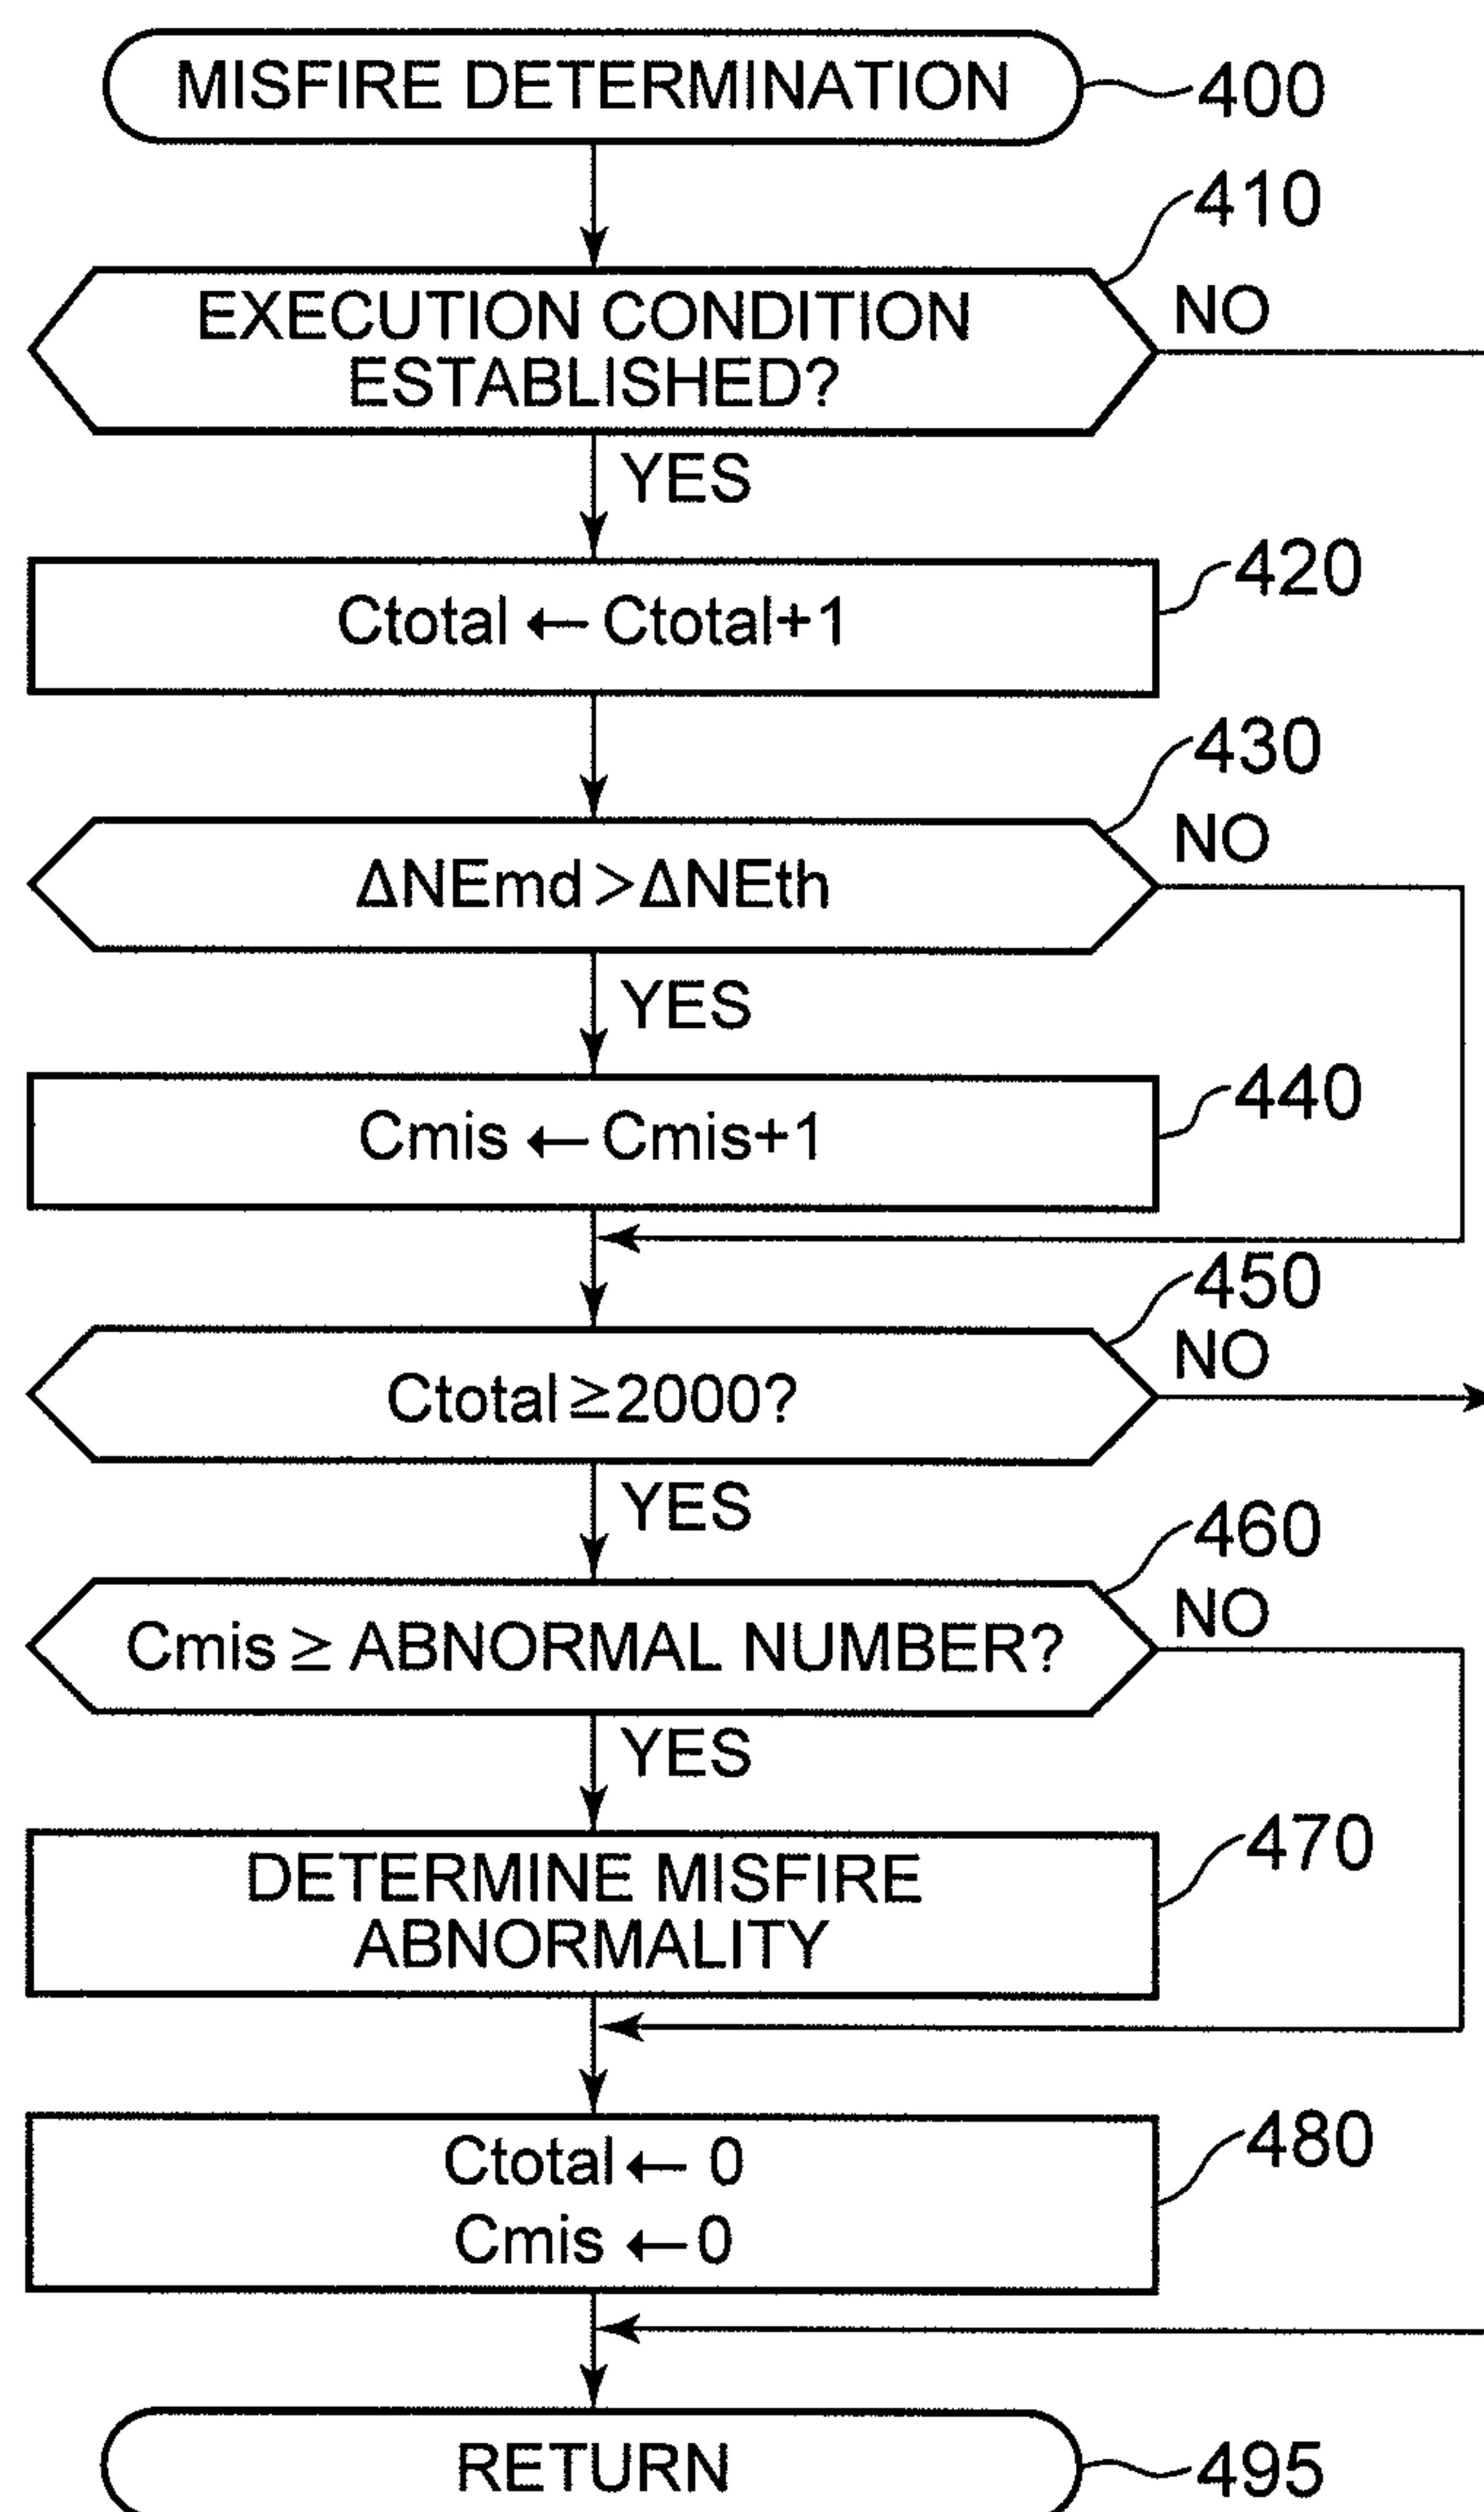 MISFIRE DETERMINATION
400
410
EXECUTION CONDITION
ESTABLISHED?
NO
YES
420
Ctotal ← Ctotal+1
430
NO
ΔNEmd > ΔNEth
YES
440
Cmis ← Cmis+1
450
NO
Ctotal ≧ 2000?
YES
460
NO
Cmis ≥ ABNORMAL NUMBER?
YES
470
DETERMINE MISFIRE
ABNORMALITY
480
Ctotal ← 0
Cmis ← 0
RETURN
495